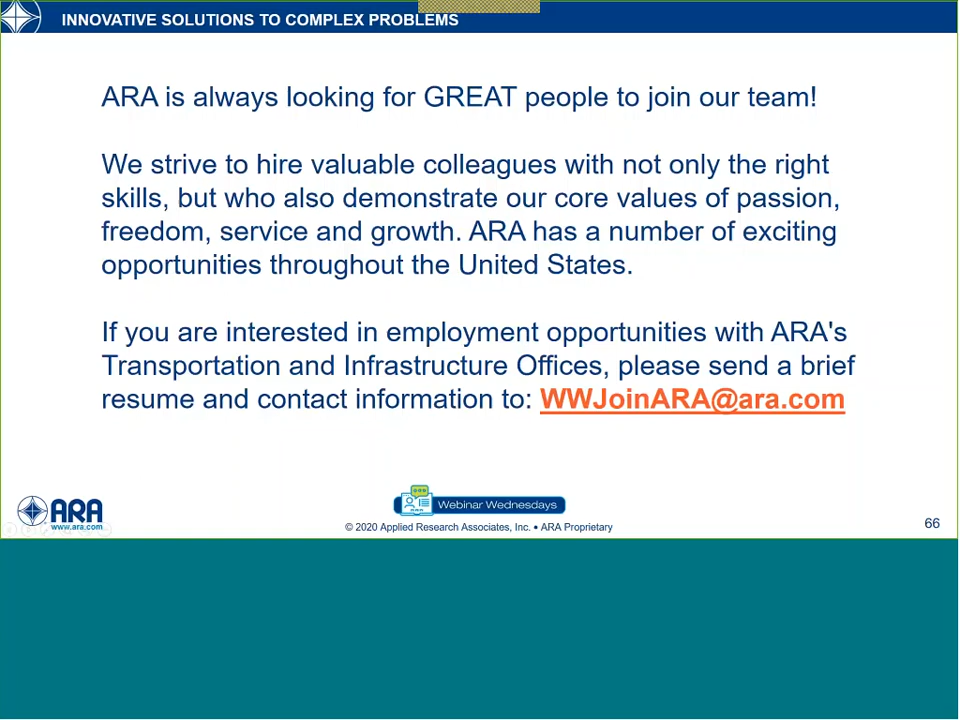 INNOVATIVE SOLUTIONS TO COMPLEX PROBLEMS
ARA is always looking for GREAT people to join our team!
We strive to hire valuable colleagues with not only the right
skills, but who also demonstrate our core values of passion,
freedom, service and growth. ARA has a number of exciting
opportunities throughout the United States.
If you are interested in employment opportunities with ARA's
Transportation and Infrastructure Offices, please send a brief
resume and contact information to: WWJoinARA@ara.com
ARA
www.ara.com
Webinar Wednesdays
© 2020 Applied Research Associates, Inc. • ARA Proprietary
66